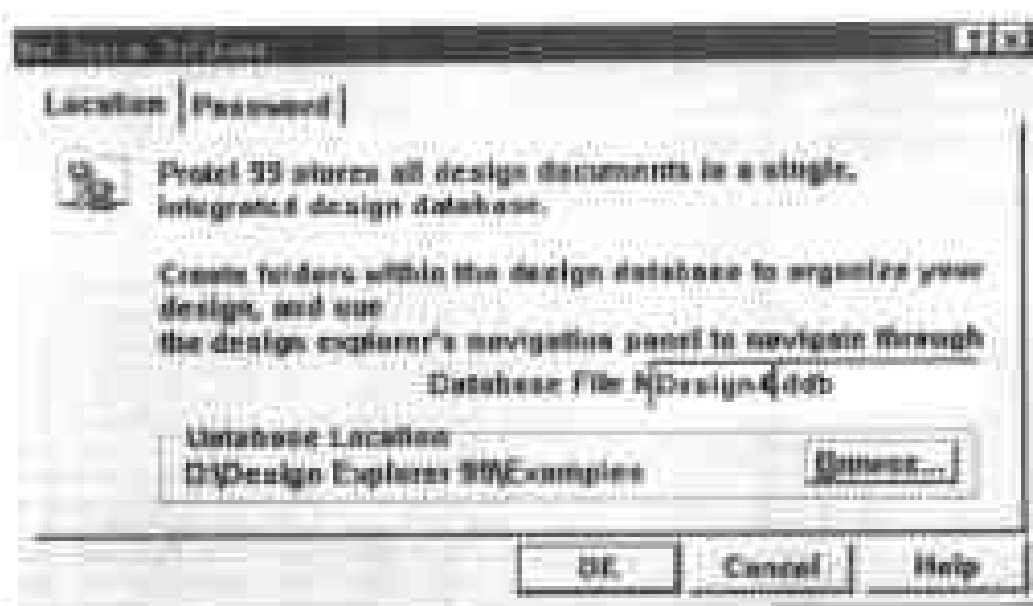 Location Password
Protel 99 stores all design documents in a single,
integrated design database.
Create folders within the design database to organize your
design, and use
the design explorer's navigation panel to navigate through
Database File N Design4.ddb
Database Location
D:\Design Explorer 99\Examples
Browse...
OK Cancel Help